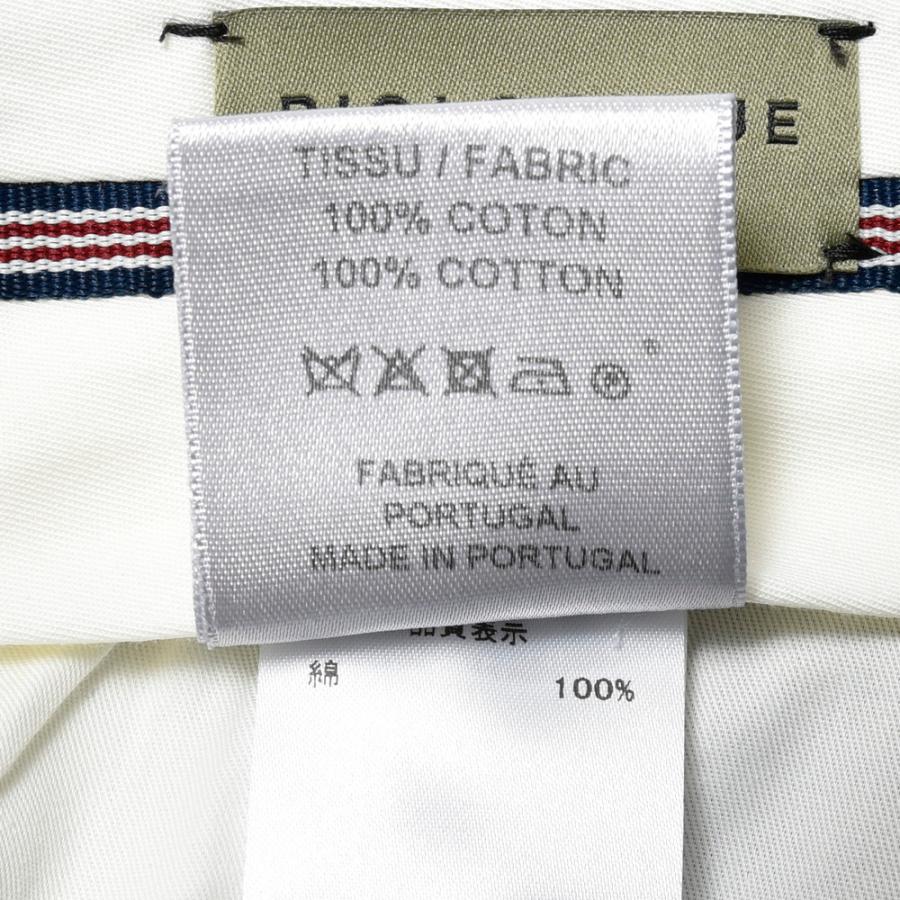 TISSU / FABRIC
100% COTON
100% COTTON
FABRIQUÉ AU
PORTUGAL
MADE IN PORTUGAL
品質表示
綿 100%